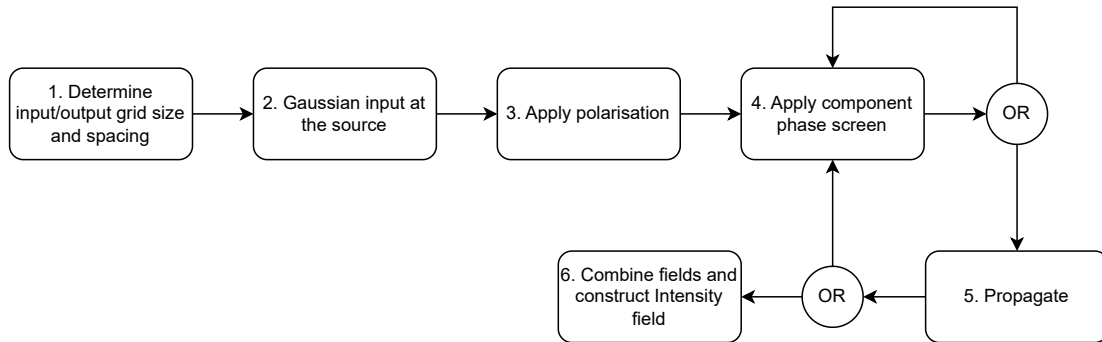 1. Determine
input/output grid size
and spacing
2. Gaussian input at
the source
3. Apply polarisation
4. Apply component
phase screen
OR
6. Combine fields and
construct Intensity
field
OR
5. Propagate